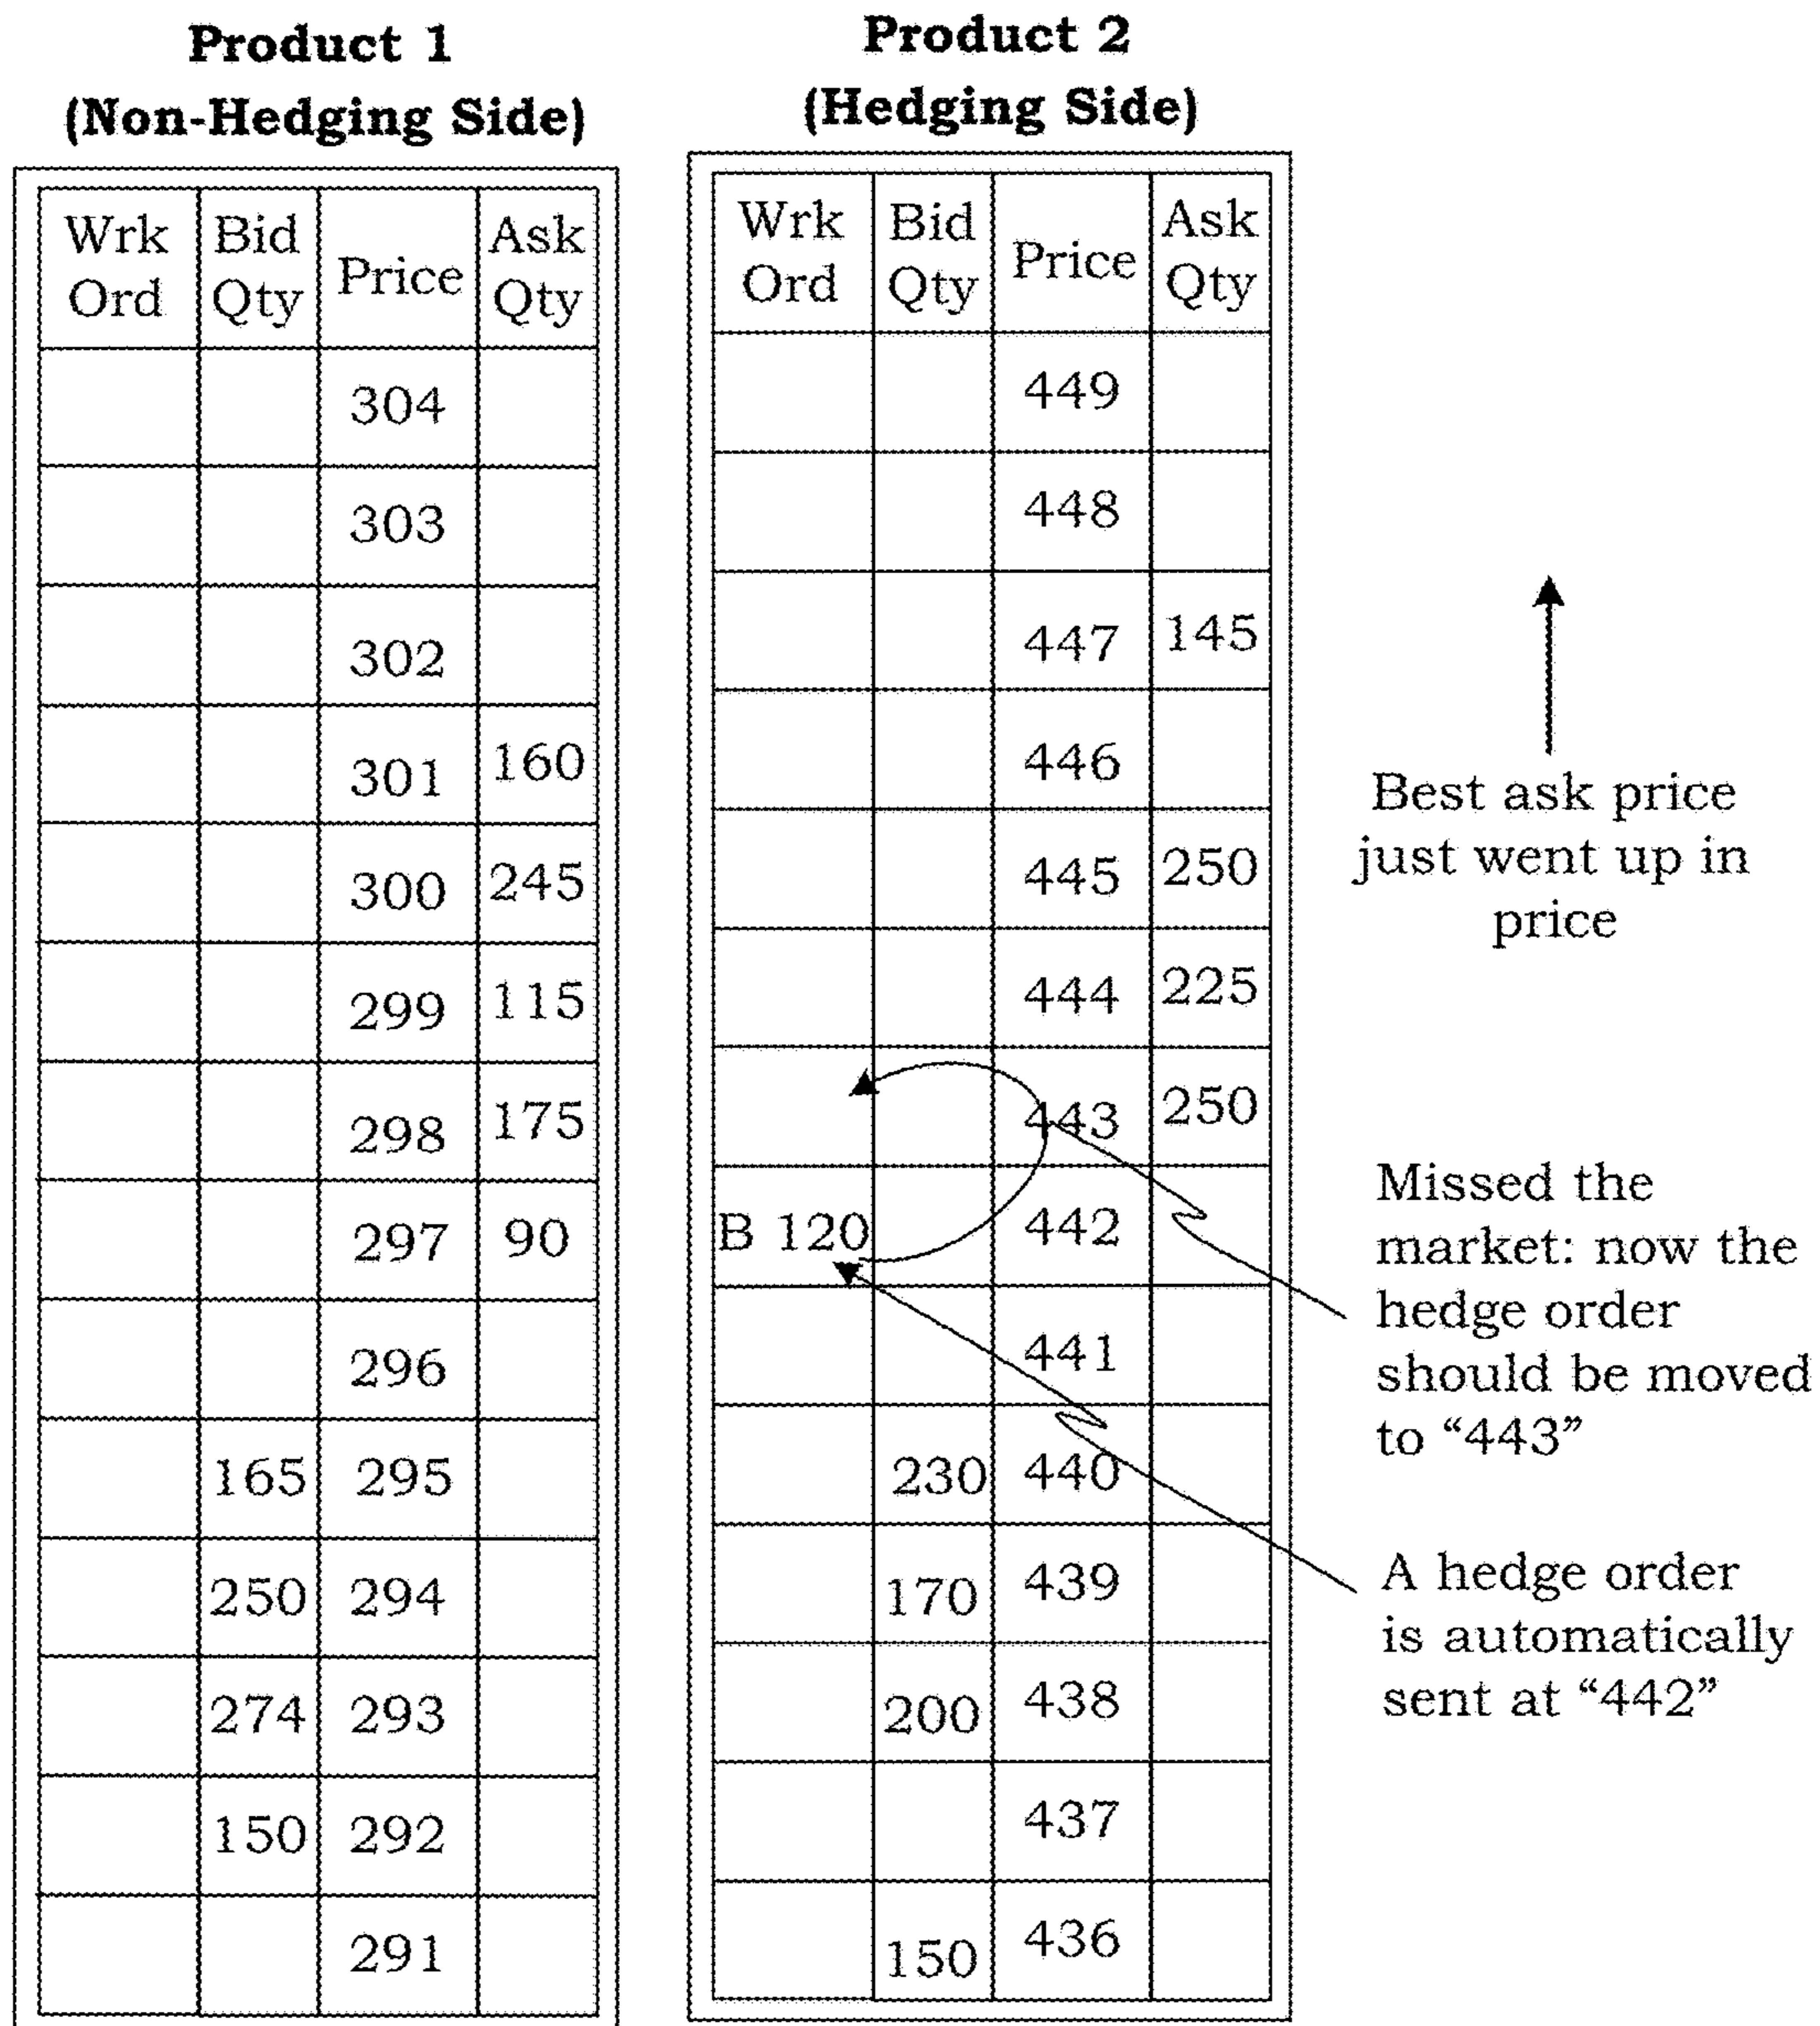 Product 1
(Non-Hedging Side)
Wrk Ord Bid Qty Price Ask Qty
304
303
302
301 160
300 245
299 115
298 175
297 90
296
165 295
250 294
274 293
150 292
291
Product 2
(Hedging Side)
Wrk Ord Bid Qty Price Ask Qty
449
448
447 145
446
445 250
444 225
443 250
B 120 442
441
230 440
170 439
200 438
437
150 436
Best ask price
just went up in
price
Missed the
market: now the
hedge order
should be moved
to “443”
A hedge order
is automatically
sent at “442”